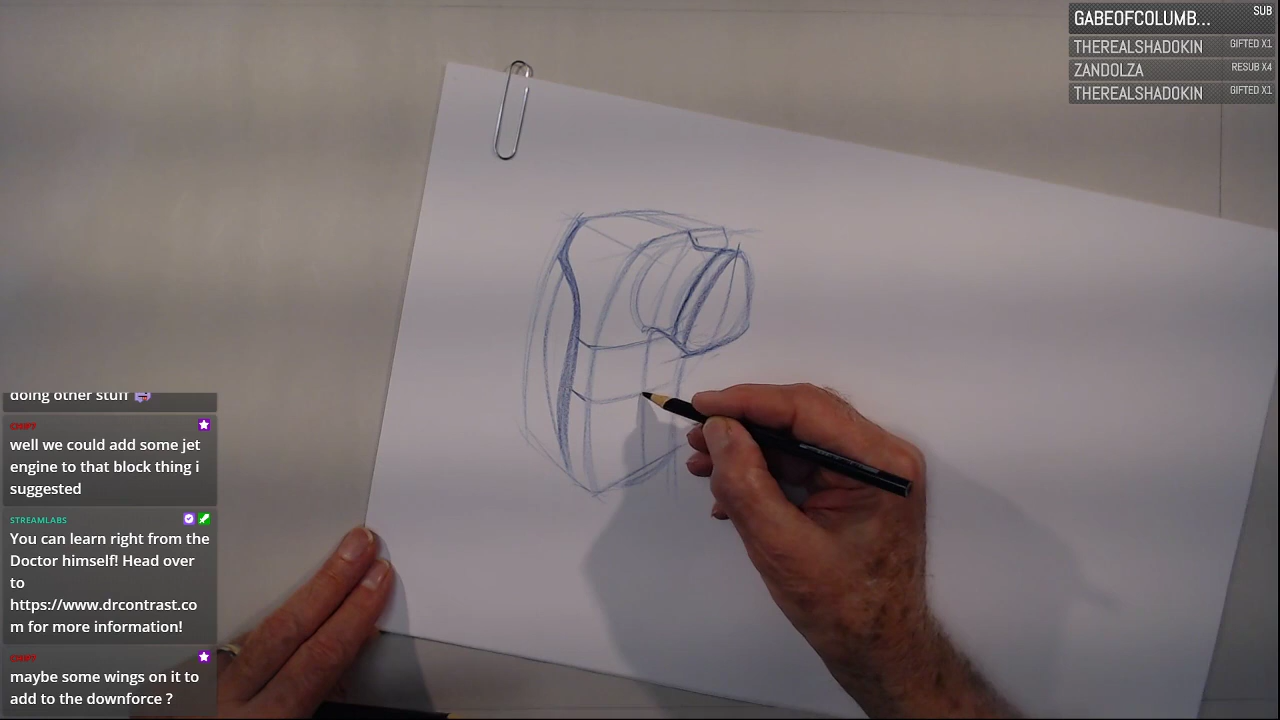 doing other stuff
CHIP7
well we could add some jet
engine to that block thing i
suggested
STREAMLABS
You can learn right from the
Doctor himself! Head over
to
https://www.drcontrast.co
m for more information!
maybe some wings on it to
add to the downforce ?
GABEOFCOLUMB...
SUB
THEREALSHADOKIN
GIFTED X1
ZANDOLZA
RESUB X4
THEREALSHADOKIN
GIFTED X1